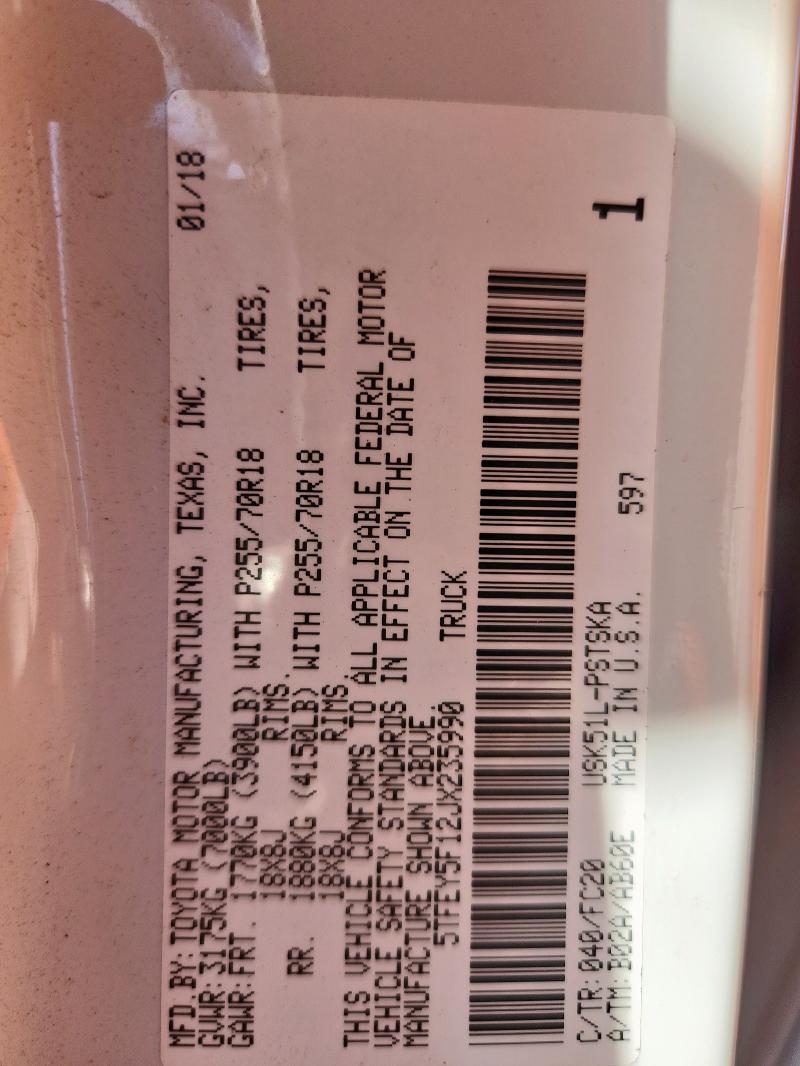 MFD.BY: TOYOTA MOTOR MANUFACTURING, TEXAS, INC. 01/18
GVWR: 3175KG (7000LB)
GAWR: FRT. 1770KG (3900LB) WITH P255/70R18 TIRES,
18X8J RIMS.
RR. 1880KG (4150LB) WITH P255/70R18 TIRES,
18X8J RIMS.
THIS VEHICLE CONFORMS TO ALL APPLICABLE FEDERAL MOTOR
VEHICLE SAFETY STANDARDS IN EFFECT ON THE DATE OF
MANUFACTURE SHOWN ABOVE.
5TFEY5F12JX235990 TRUCK
C/TR: 040/FC20 USK51L-PSTSKA
A/TM: B02A/AB60E MADE IN U.S.A. 597 1